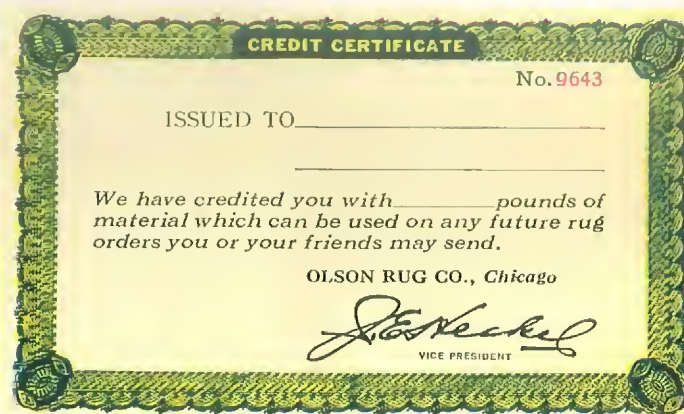 CREDIT CERTIFICATE
No. 9643
ISSUED TO
We have credited you with pounds of
material which can be used on any future rug
orders you or your friends may send.
OLSON RUG CO., Chicago
J.E. Heckel
VICE PRESIDENT